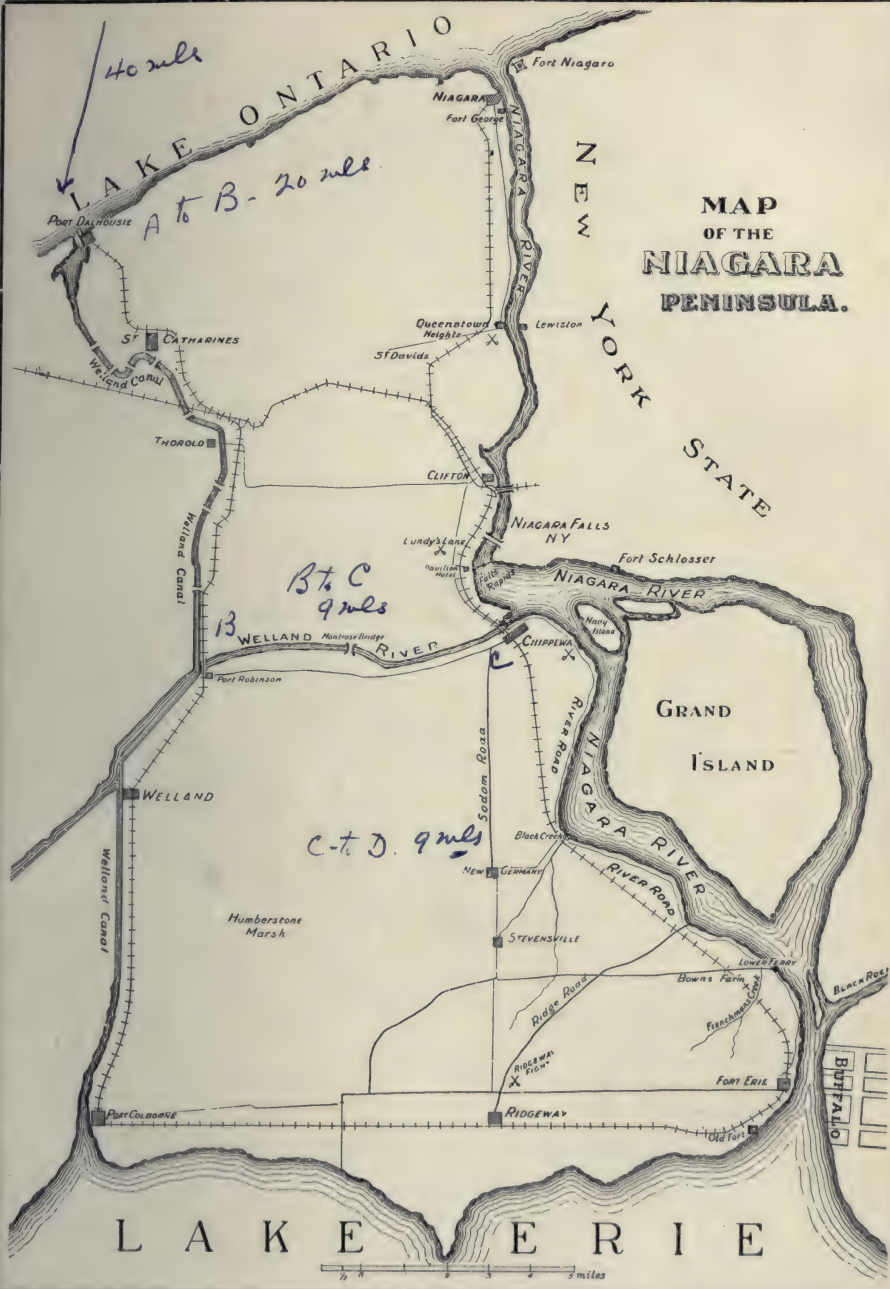 40 mls
LAKE ONTARIO
Fort Niagara
NIAGARA
Fort George
NIAGARA RIVER
NEW YORK STATE
MAP
OF THE
NIAGARA
PENINSULA.
A to B - 20 mls
PORT DALHOUSIE
ST CATHARINES
Welland Canal
Queenstown
Heights
Lewiston
St Davids
THOROLD
CLIFTON
NIAGARA FALLS
NY
Lundy's Lane
Pavilion
Hotel
Falls
Rapids
Fort Schlosser
NIAGARA RIVER
Navy
Island
Welland Canal
B to C
9 mls
B
WELLAND RIVER
Montrose Bridge
CHIPPEWA
C
Port Robinson
GRAND
ISLAND
RIVER ROAD
NIAGARA RIVER
Sodom Road
WELLAND
C - to D. 9 mls
Black Creek
NEW GERMANY
RIVER ROAD
Welland Canal
Humberstone
Marsh
STEVENSVILLE
LOWER FERRY
Bowns Farm
Frenchmans Creek
BLACK ROCK
Ridge Road
RIDGEWAY
FIGHT
FORT ERIE
BUFFALO
PORT COLBORNE
RIDGEWAY
Old Fort
LAKE ERIE
5 miles